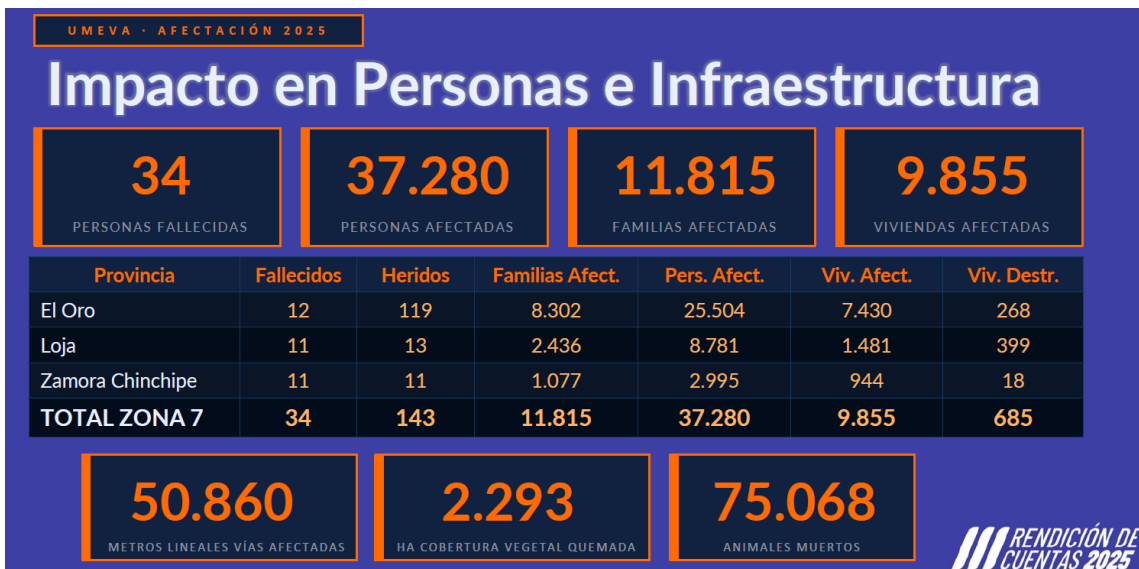 UMEVA · AFECTACIÓN 2025
Impacto en Personas e Infraestructura
34 37.280 11.815 9.855
PERSONAS FALLECIDAS PERSONAS AFECTADAS FAMILIAS AFECTADAS VIVIENDAS AFECTADAS
Provincia Fallecidos Heridos Familias Afect. Pers. Afect. Viv. Afect. Viv. Destr.
El Oro 12 119 8.302 25.504 7.430 268
Loja 11 13 2.436 8.781 1.481 399
Zamora Chinchipe 11 11 1.077 2.995 944 18
TOTAL ZONA 7 34 143 11.815 37.280 9.855 685
50.860 2.293 75.068
METROS LINEALES VÍAS AFECTADAS HA COBERTURA VEGETAL QUEMADA ANIMALES MUERTOS
RENDICIÓN DE
CUENTAS 2025